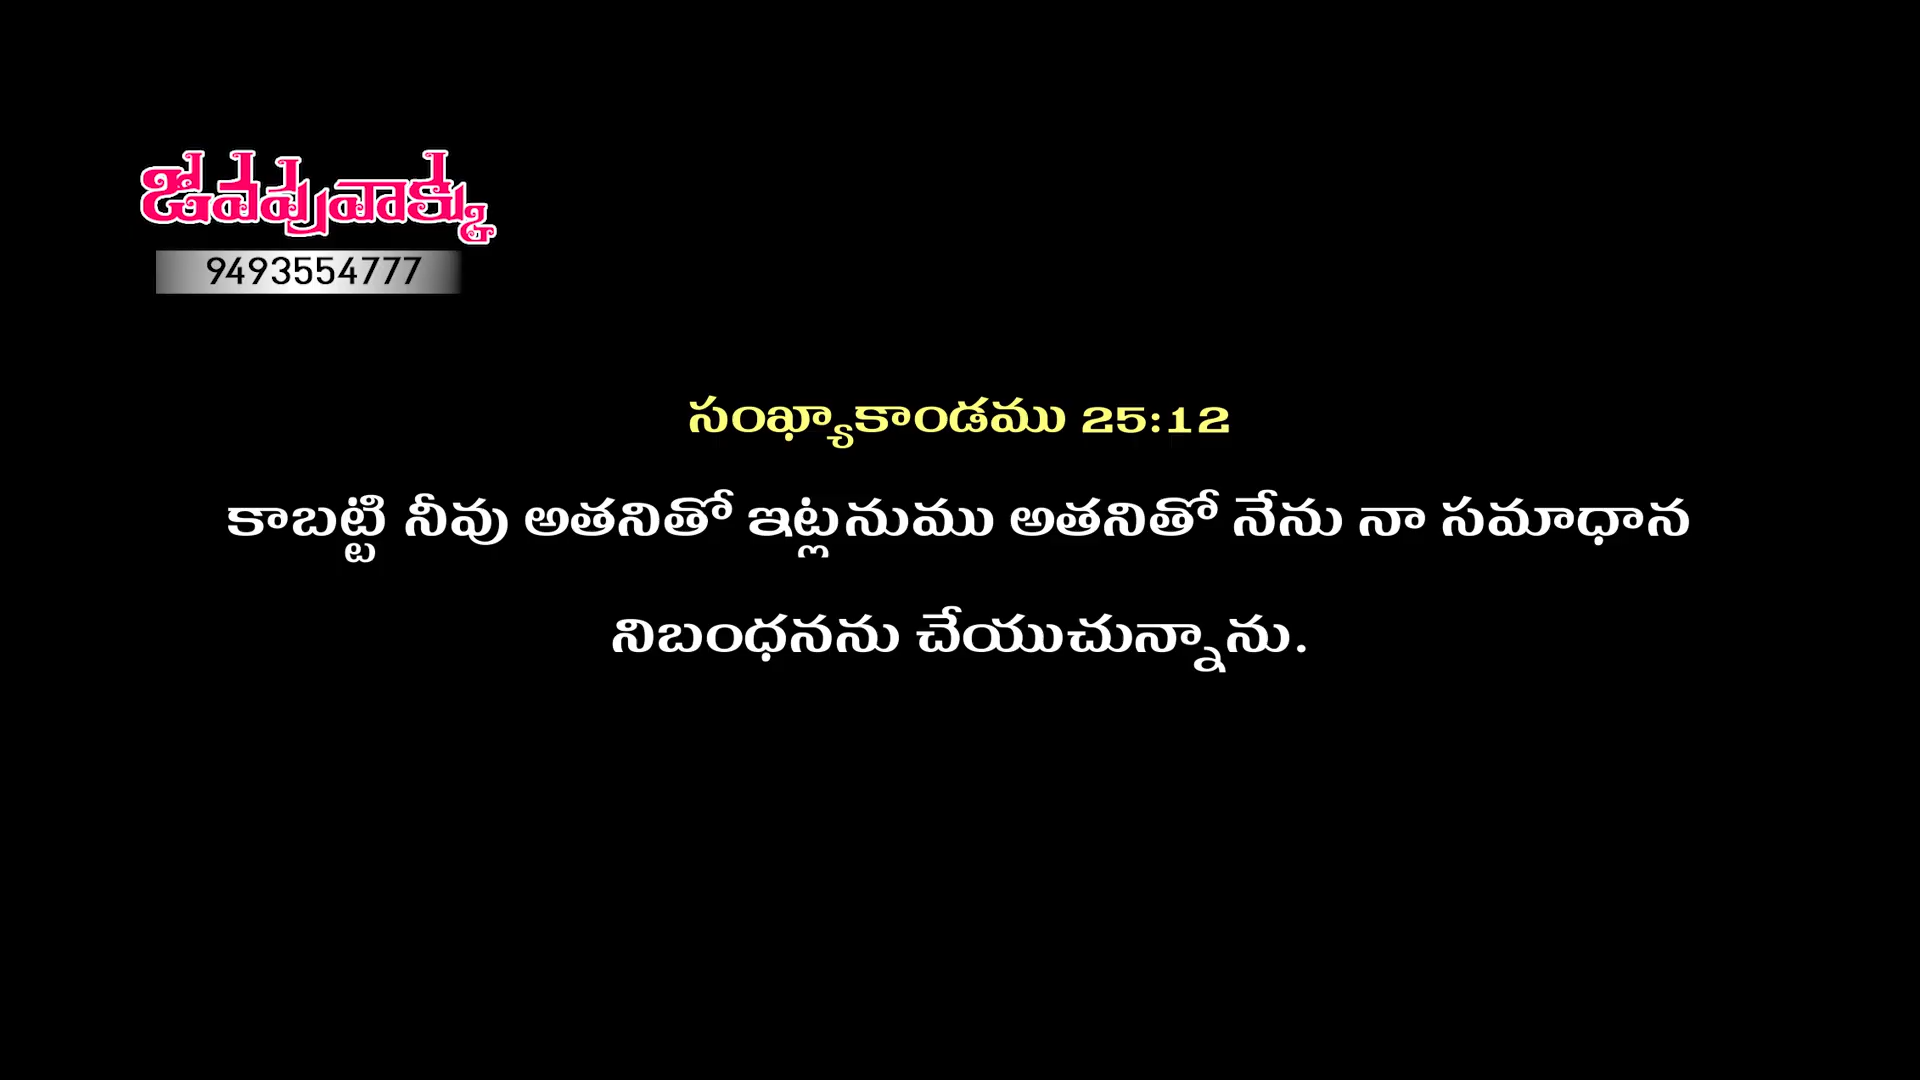 జీవపువాక్కు
9493554777
సంఖ్యాకాండము 25:12
కాబట్టి నీవు అతనితో ఇట్లనుము అతనితో నేను నా సమాధాన
నిబంధనను చేయుచున్నాను.